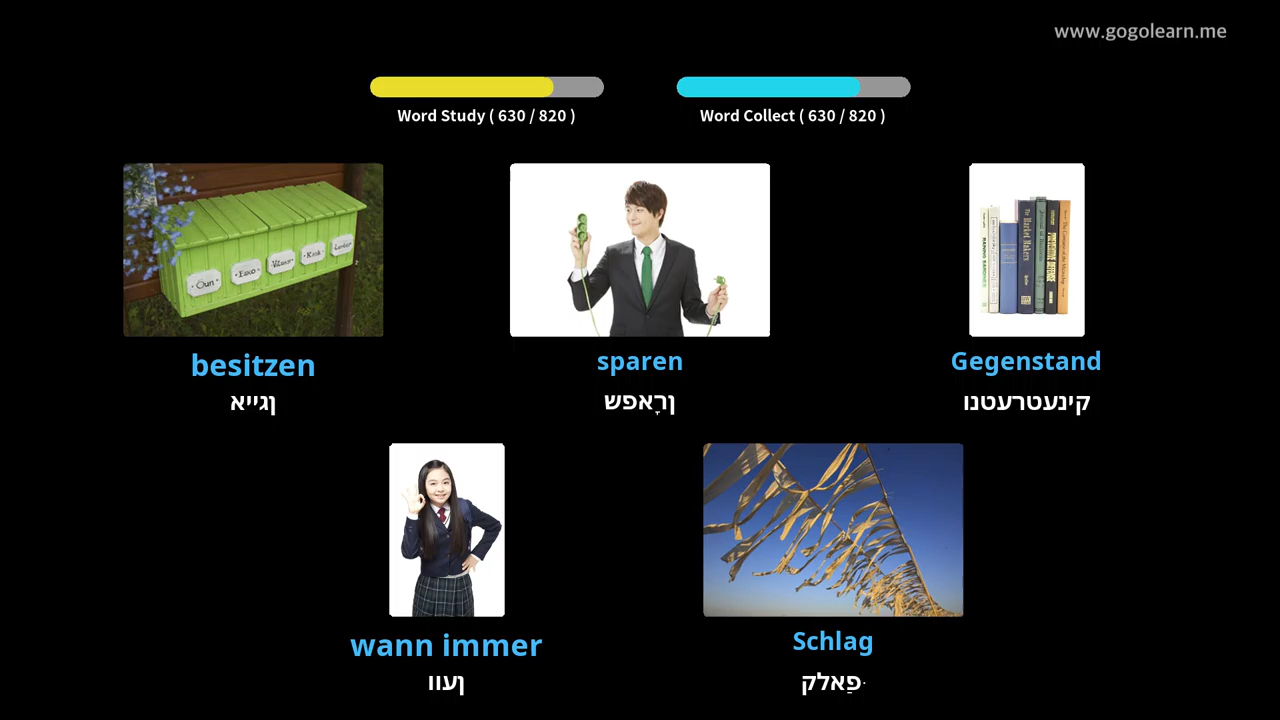 www.gogolearn.me
Word Study ( 630 / 820 )
Word Collect ( 630 / 820 )
besitzen
ןגייא
sparen
ןרָאפש
Gegenstand
קינעטרעטנו
wann immer
ןעוו
Schlag
ּפַאלק